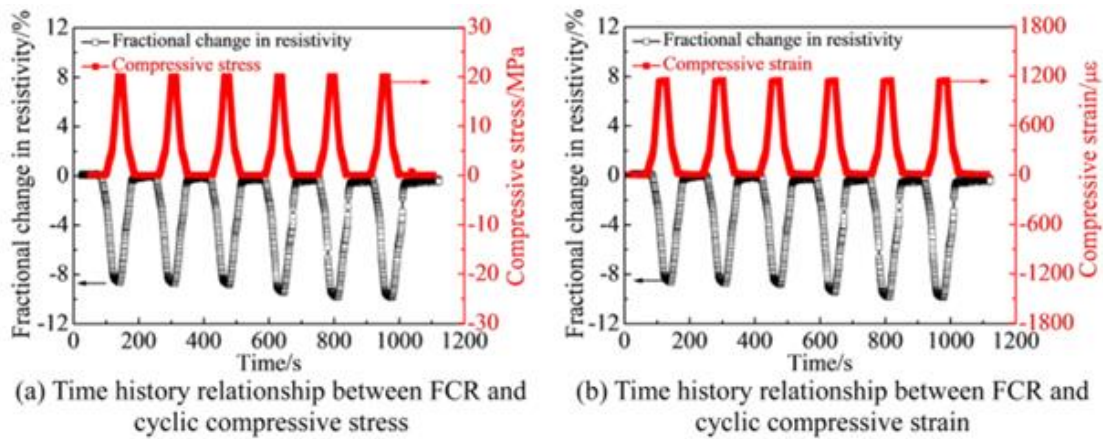 12
8
4
0
-4
-8
-12
Fractional change in resistivity/%
Fractional change in resistivity
Compressive stress
30
20
10
0
-10
-20
-30
Compressive stress/MPa
0 200 400 600 800 1000 1200
Time/s
(a) Time history relationship between FCR and
cyclic compressive stress
12
8
4
0
-4
-8
-12
Fractional change in resistivity/%
Fractional change in resistivity
Compressive strain
1800
1200
600
0
-600
-1200
-1800
Compressive strain/με
0 200 400 600 800 1000 1200
Time/s
(b) Time history relationship between FCR and
cyclic compressive strain